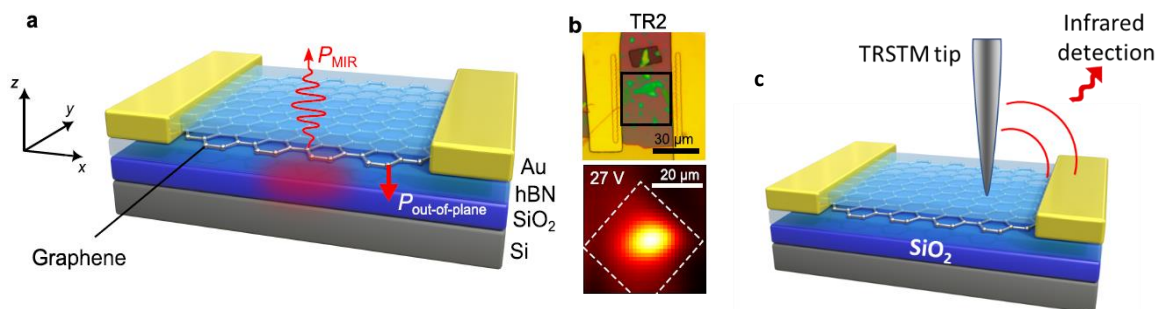 a
z
y
x
P_MIR
Au
hBN
P_out-of-plane
SiO₂
Si
Graphene
b
TR2
30 µm
27 V
20 µm
c
TRSTM tip
Infrared
detection
SiO₂